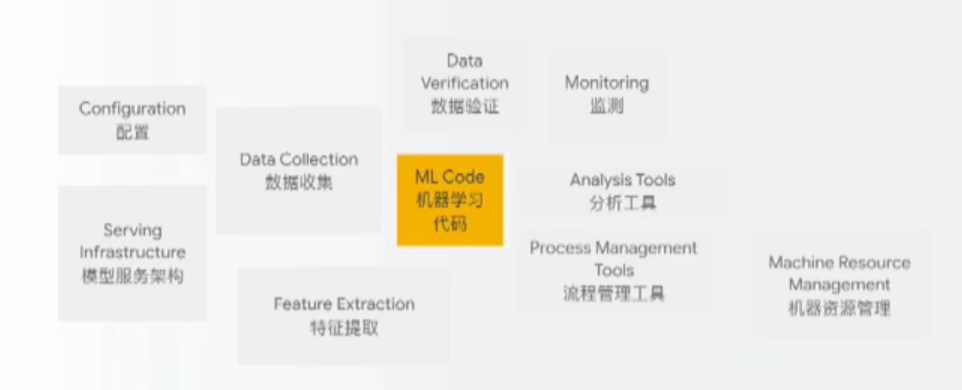 Configuration
配置
Serving
Infrastructure
模型服务架构
Data Collection
数据收集
Feature Extraction
特征提取
Data
Verification
数据验证
ML Code
机器学习
代码
Monitoring
监测
Analysis Tools
分析工具
Process Management
Tools
流程管理工具
Machine Resource
Management
机器资源管理